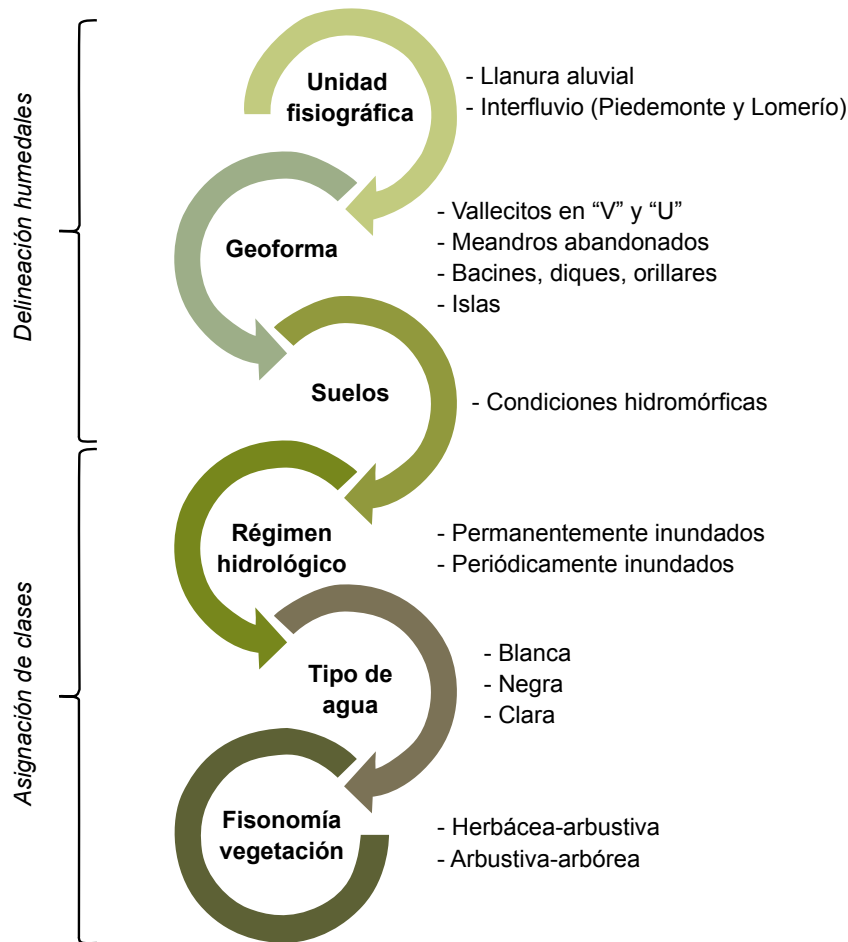 Delineación humedales
Unidad
fisiográfica
- Llanura aluvial
- Interfluvio (Piedemonte y Lomerío)
Geoforma
- Vallecitos en “V” y “U”
- Meandros abandonados
- Bacines, diques, orillares
- Islas
Suelos
- Condiciones hidromórficas
Asignación de clases
Régimen
hidrológico
- Permanentemente inundados
- Periódicamente inundados
Tipo de
agua
- Blanca
- Negra
- Clara
Fisonomía
vegetación
- Herbácea-arbustiva
- Arbustiva-arbórea